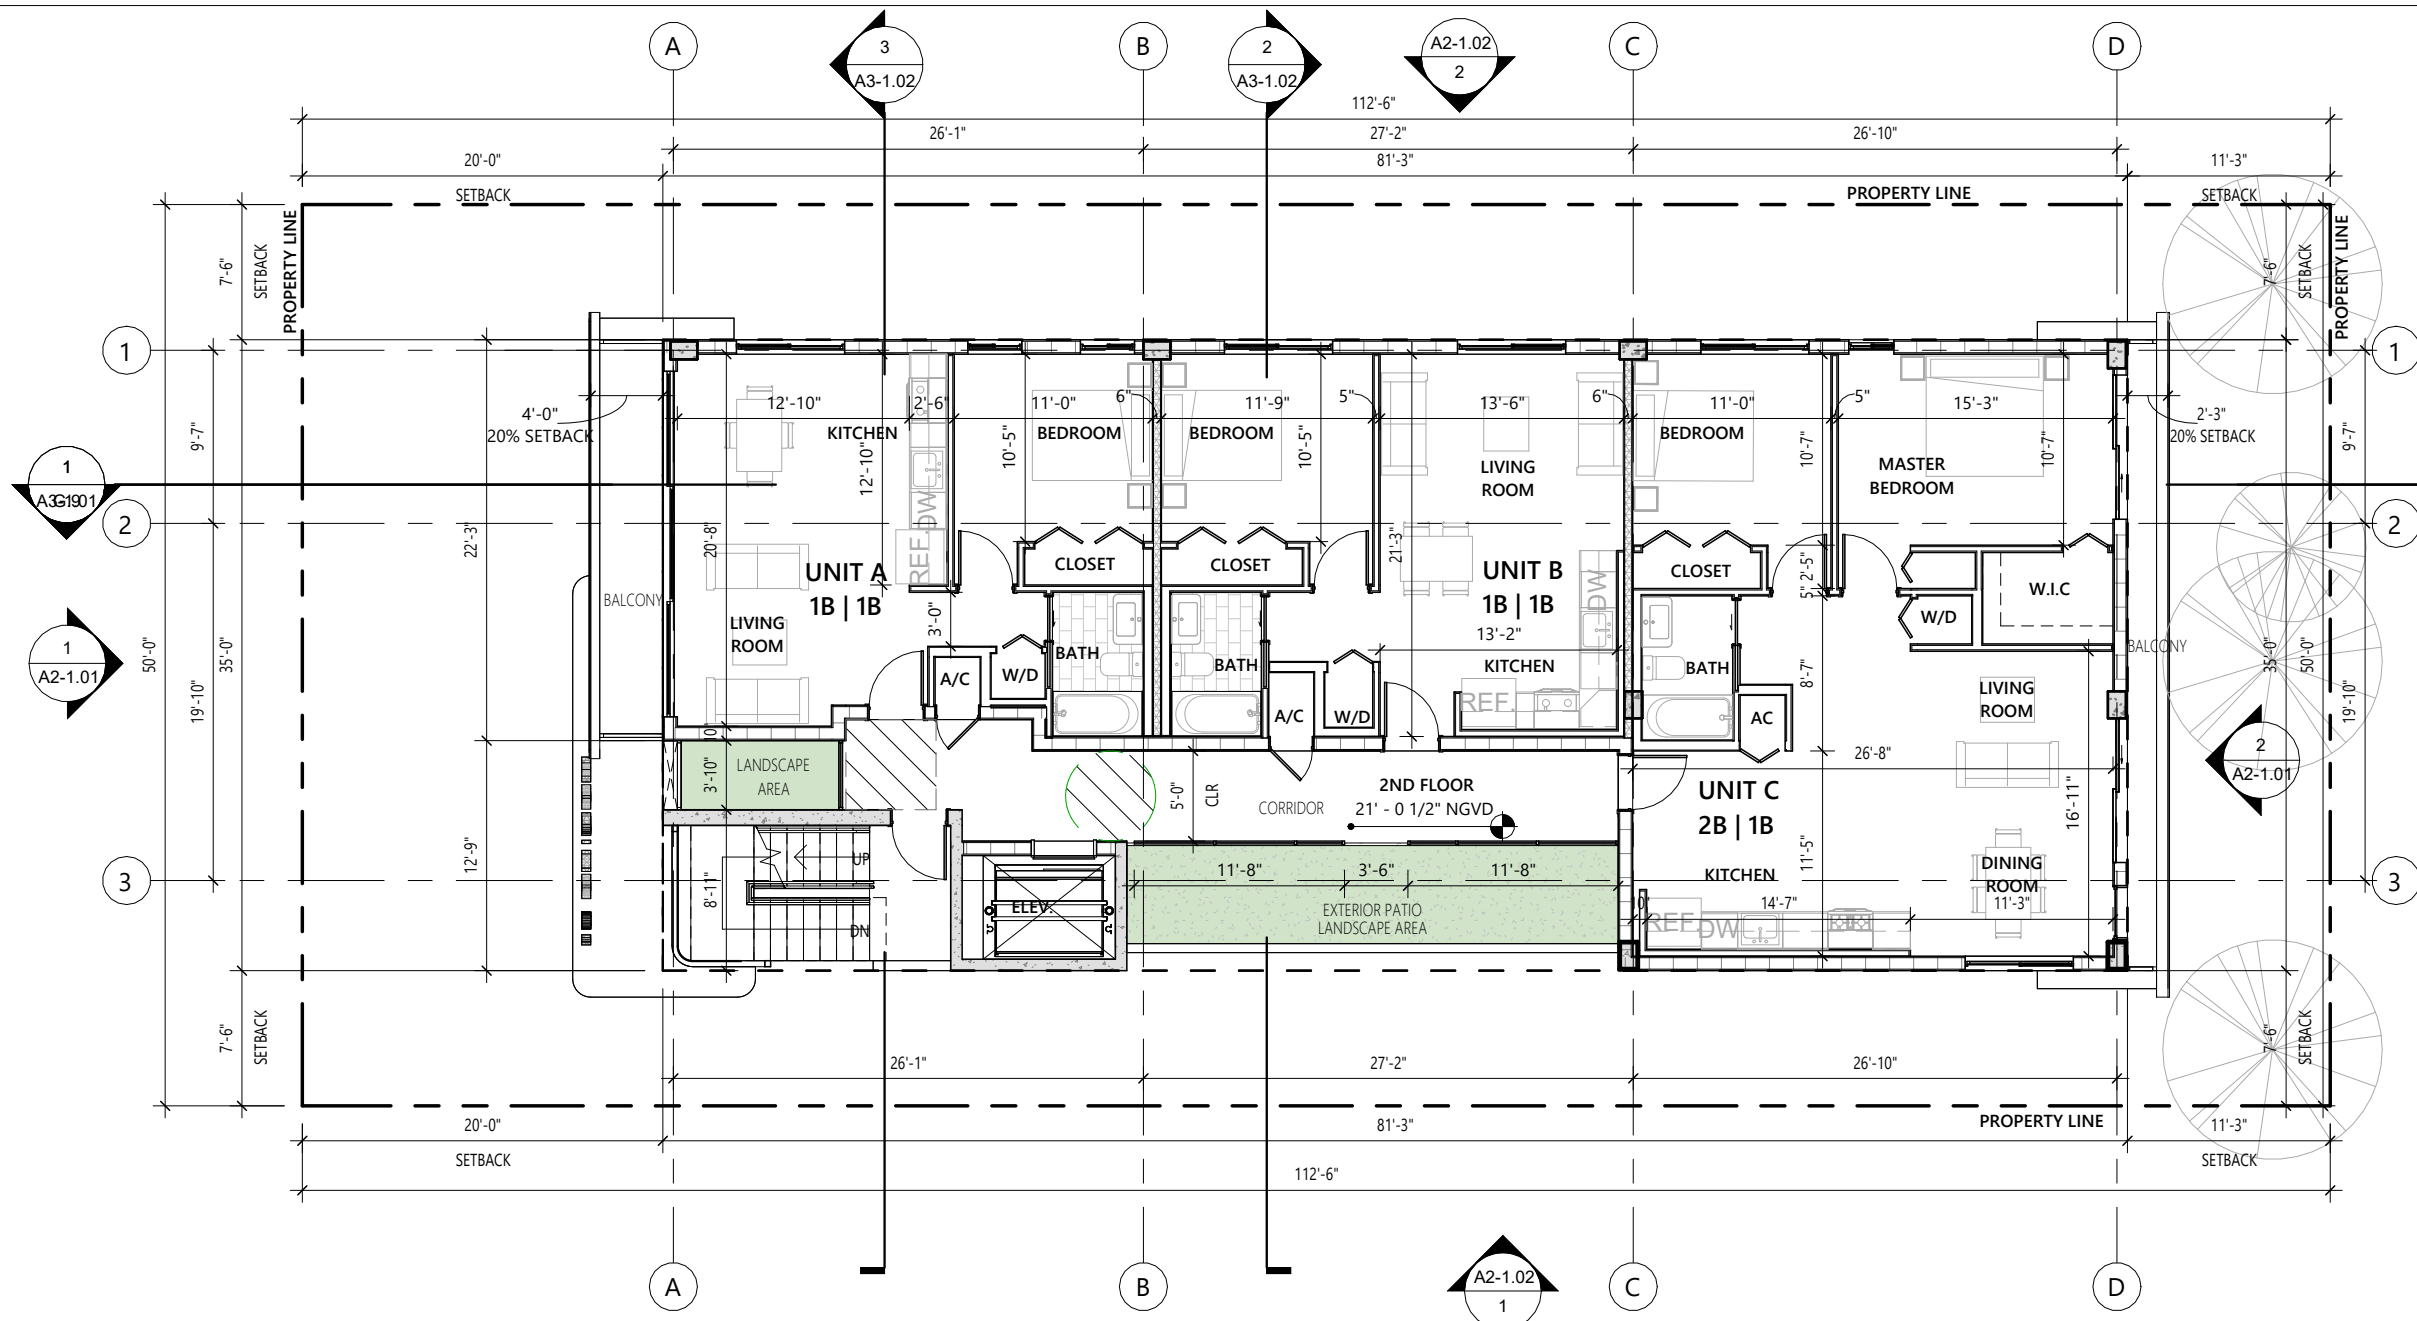 A
B
C
D
3
A3-1.02
2
A3-1.02
A2-1.02
2
112'-6"
26'-1"
27'-2"
26'-10"
20'-0"
81'-3"
11'-3"
SETBACK
PROPERTY LINE
SETBACK
7'-6"
SETBACK
PROPERTY LINE
7'-6"
SETBACK
PROPERTY LINE
1
1
4'-0"
20% SETBACK
2'-3"
20% SETBACK
9'-7"
9'-7"
12'-10"
2'-6"
11'-0"
6"
11'-9"
5"
13'-6"
6"
11'-0"
5"
15'-3"
KITCHEN
BEDROOM
BEDROOM
LIVING
ROOM
BEDROOM
MASTER
BEDROOM
12'-10"
10'-5"
10'-5"
10'-7"
10'-7"
1
2
2
22'-3"
20'-8"
21'-3"
REF.
DW
CLOSET
CLOSET
CLOSET
5"
2'-5"
W.I.C
UNIT A
1B | 1B
UNIT B
1B | 1B
DW
BALCONY
LIVING
ROOM
3'-0"
13'-2"
KITCHEN
W/D
BALCONY
1
A2-1.01
50'-0"
35'-0"
19'-10"
BATH
BATH
BATH
A/C
W/D
A/C
W/D
REF.
AC
8'-7"
LIVING
ROOM
35'-0"
50'-0"
19'-10"
2
A2-1.01
10"
3'-10"
LANDSCAPE
AREA
5'-0"
CLR
CORRIDOR
2ND FLOOR
21' - 0 1/2" NGVD
26'-8"
UNIT C
2B | 1B
16'-11"
11'-5"
12'-9"
3
3
8'-11"
UP
DN
ELEV.
11'-8"
3'-6"
11'-8"
EXTERIOR PATIO
LANDSCAPE AREA
KITCHEN
DINING
ROOM
14'-7"
11'-3"
REF.
DW
7'-6"
SETBACK
7'-6"
SETBACK
26'-1"
27'-2"
26'-10"
PROPERTY LINE
20'-0"
81'-3"
11'-3"
SETBACK
SETBACK
112'-6"
A
B
A2-1.02
1
C
D